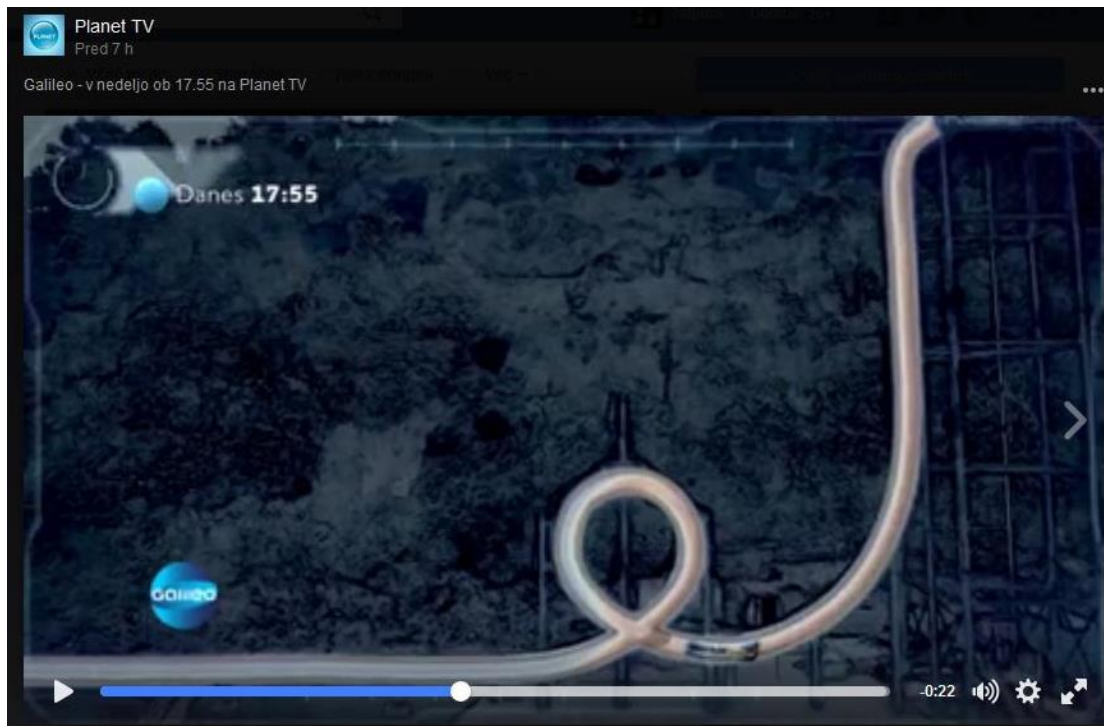 Planet TV
Pred 7 h
Galileo - v nedeljo ob 17.55 na Planet TV
Danes 17:55
GALILEO
-0:22